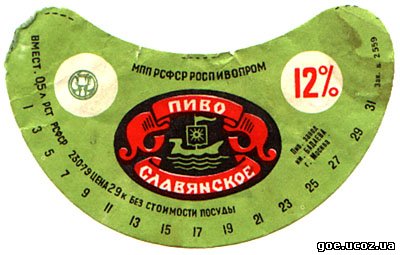 МПП РСФСР РОСПИВОПРОМ
12%
ПИВО
СЛАВЯНСКОЕ
ВМЕСТ. 0,5 л РСТ РСФСР 230-79 ЦЕНА 29 к БЕЗ СТОИМОСТИ ПОСУДЫ
Пив. завод
им. БАДАЕВА
г. Москва
Зак. Б. 2559
1 3 5 7 9 11 13 15 17 19 21 23 25 27 29 31
goe.ucoz.ua